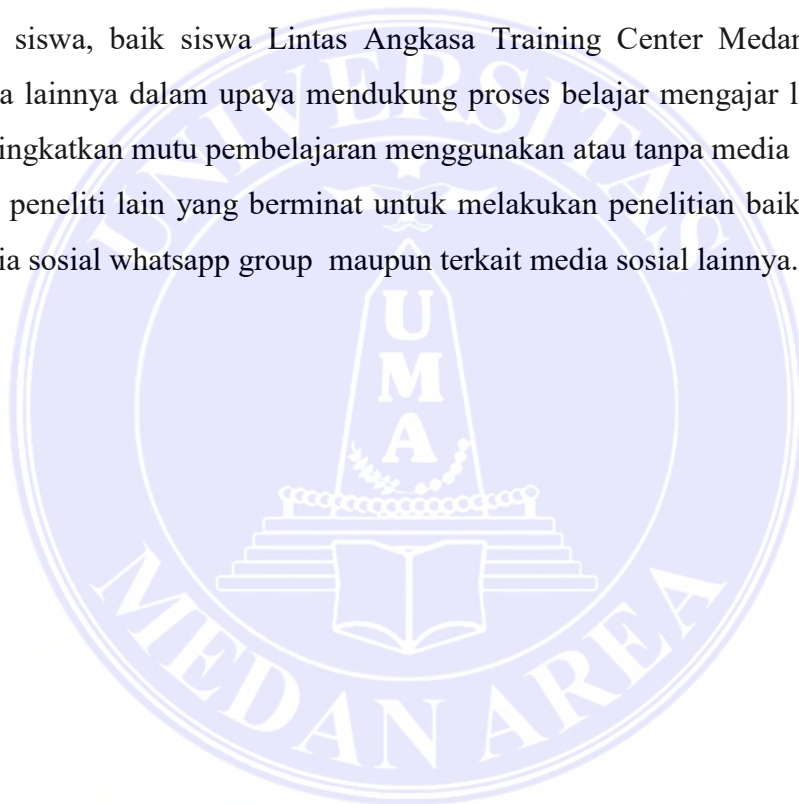 siswa, baik siswa Lintas Angkasa Training Center Medan
a lainnya dalam upaya mendukung proses belajar mengajar
ingkatkan mutu pembelajaran menggunakan atau tanpa media
peneliti lain yang berminat untuk melakukan penelitian baik
ia sosial whatsapp group maupun terkait media sosial lainnya.
UNIVERSITAS
U
M
A
MEDAN AREA